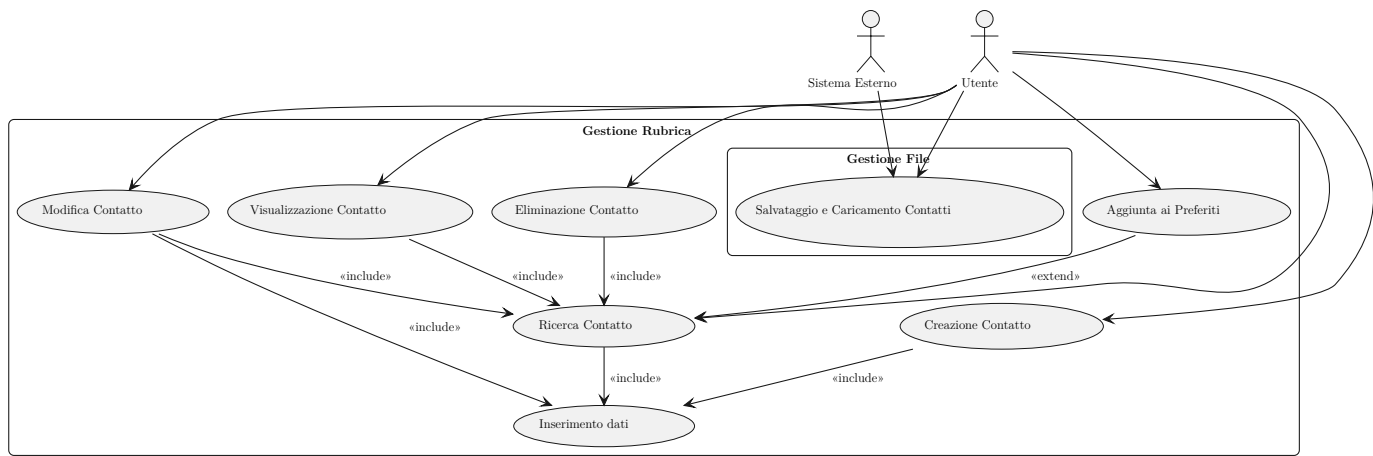 Sistema Esterno
Utente
Gestione Rubrica
Gestione File
Modifica Contatto
Visualizzazione Contatto
Eliminazione Contatto
Salvataggio e Caricamento Contatti
Aggiunta ai Preferiti
«include»
«include»
«include»
«extend»
«include»
Ricerca Contatto
Creazione Contatto
«include»
«include»
Inserimento dati